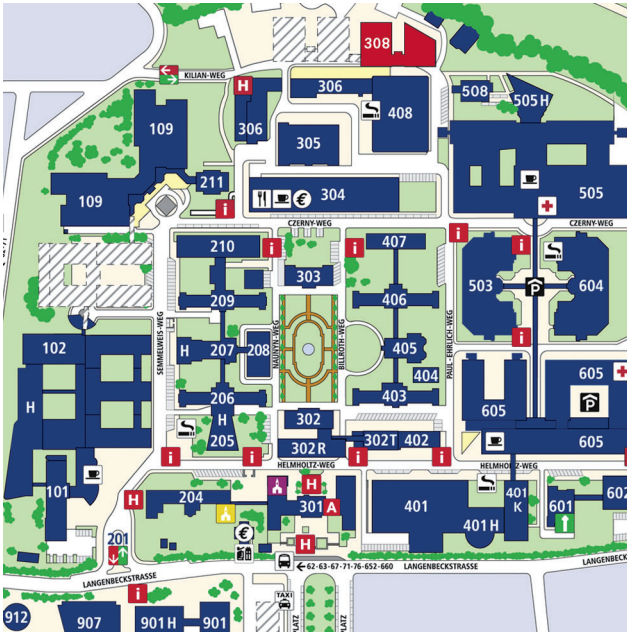 308
KILIAN-WEG
H
306
306
408
508
505 H
109
305
505
109
211
304
€
i
CZERNY-WEG
CZERNY-WEG
210
i
303
i
407
i
503
i
604
209
406
P
SEMMELWEIS-WEG
H
207
208
NAUNYN-WEG
BILLROTH-WEG
405
PAUL-EHRLICH-WEG
i
102
404
605
605
H
206
403
H
205
302
302 R
302T
402
605
i
i
HELMHOLTZ-WEG
i
i
HELMHOLTZ-WEG
101
H
204
H
301
A
401
401 H
401
K
601
602
201
€
H
62-63-67-71-76-652-660
LANGENBECKSTRASSE
LANGENBECKSTRASSE
LANGENBECK
i
TAXI
PLATZ
PLATZ
912
907
901 H
901